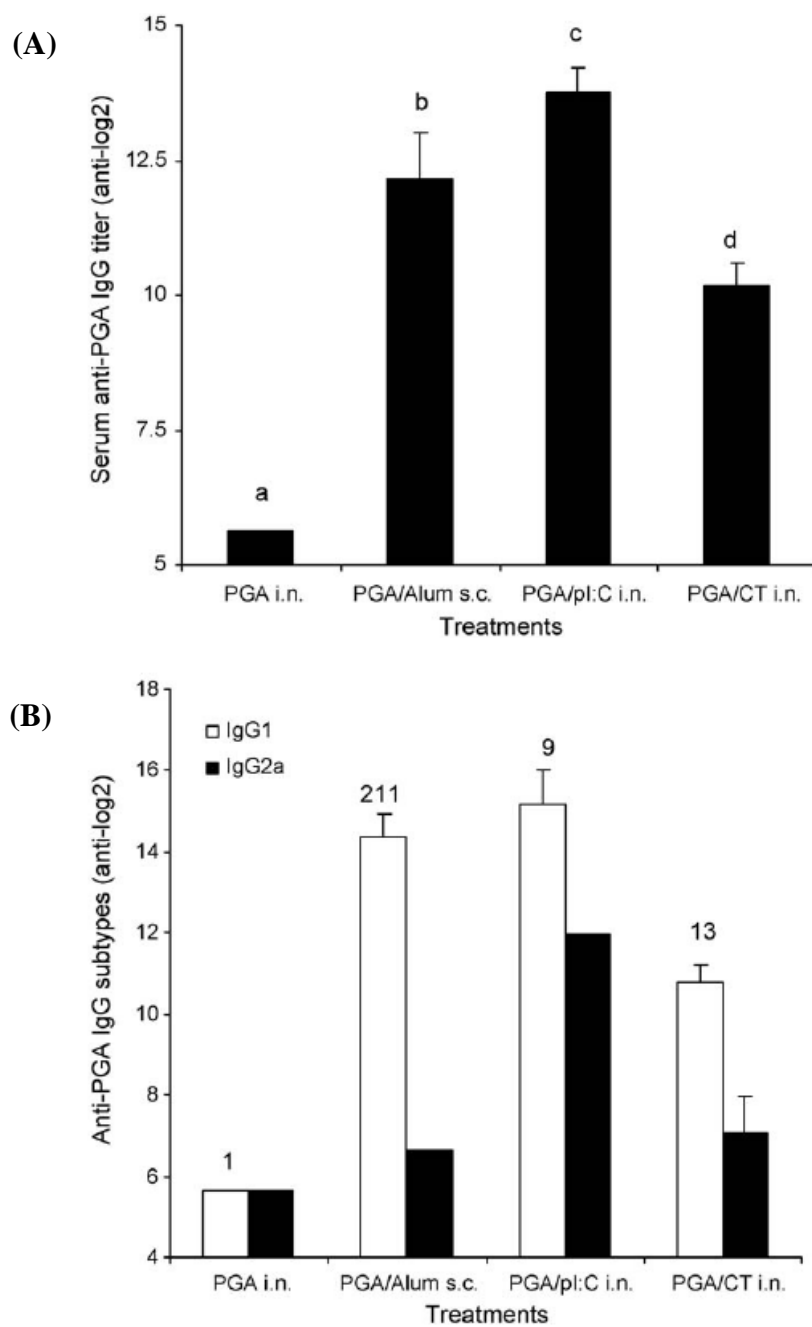 (A)
Serum anti-PGA IgG titer (anti-log2)
15
12.5
10
7.5
5
a
b
c
d
PGA i.n.
PGA/Alum s.c.
PGA/pI:C i.n.
PGA/CT i.n.
Treatments
(B)
Anti-PGA IgG subtypes (anti-log2)
18
16
14
12
10
8
6
4
IgG1
IgG2a
1
211
9
13
PGA i.n.
PGA/Alum s.c.
PGA/pI:C i.n.
PGA/CT i.n.
Treatments